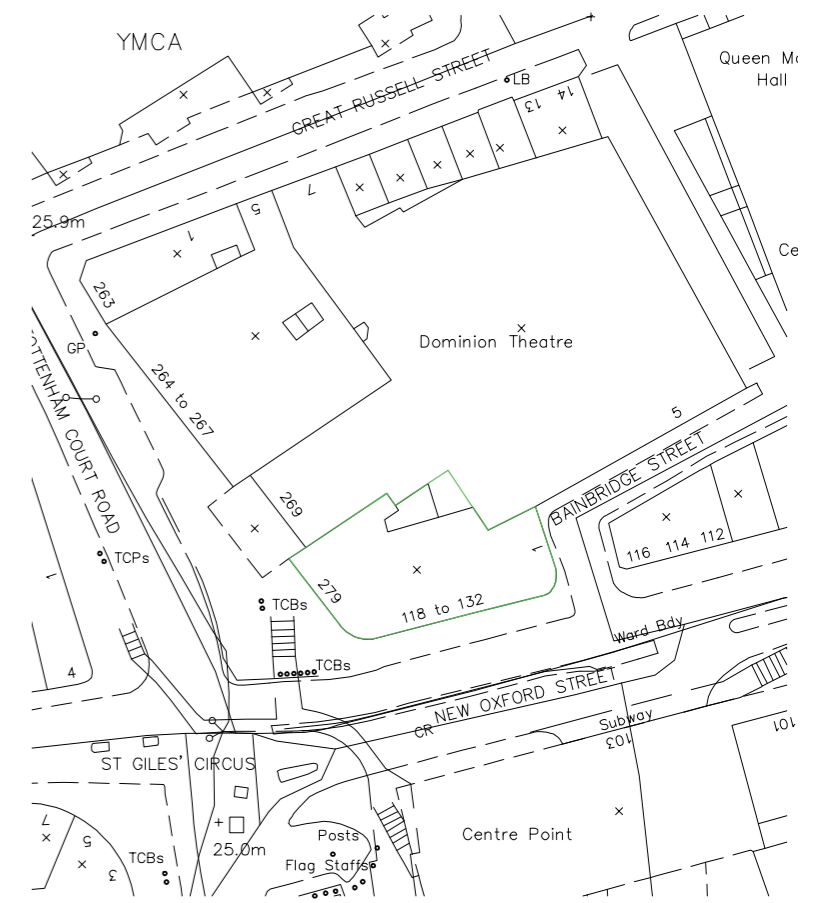 YMCA
Queen M
Hall
GREAT RUSSELL STREET
LB
14
13
7
5
1
25.9m
Ce
263
GP
Dominion Theatre
264 to 267
TOTTENHAM COURT ROAD
5
BAINBRIDGE STREET
269
116 114 112
TCPs
1
1
279
118 to 132
TCBs
Ward Bdy
TCBs
4
NEW OXFORD STREET
CR
Subway
103
101
ST GILES' CIRCUS
7
5
3
Posts
25.0m
Centre Point
TCBs
Flag Staffs